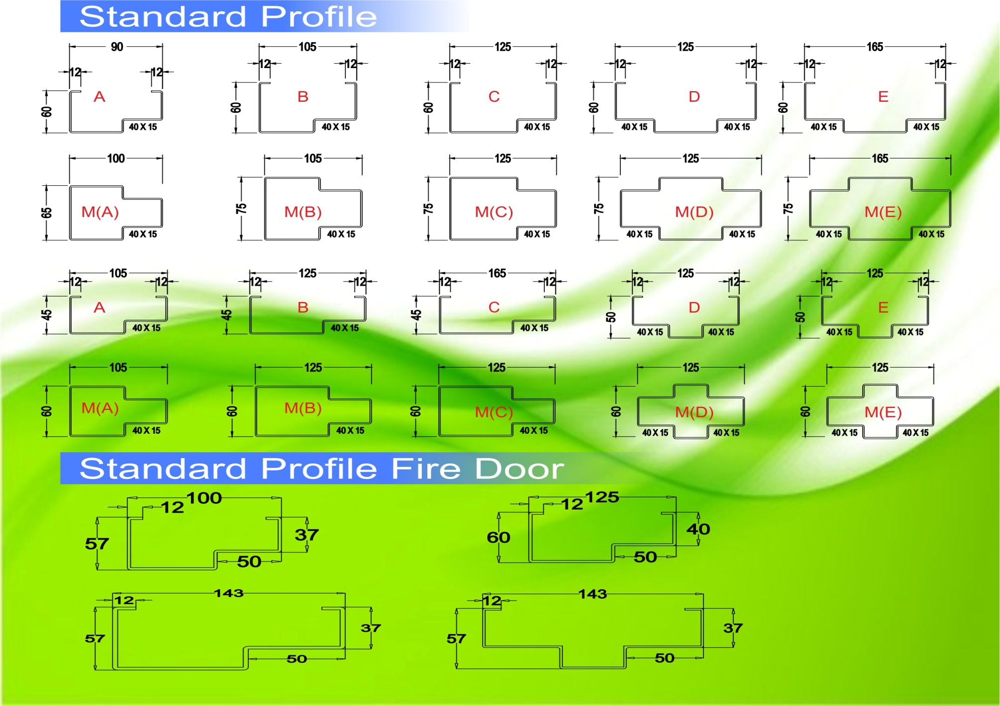 Standard Profile
90 105 125 125 165
12 12 12 12 12 12 12 12 12 12
A B C D E
60 60 60 60 60
40 X 15 40 X 15 40 X 15 40 X 15 40 X 15 40 X 15 40 X 15
100 105 125 125 165
65 75 75 75 75
M(A) M(B) M(C) M(D) M(E)
40 X 15 40 X 15 40 X 15 40 X 15 40 X 15 40 X 15 40 X 15
105 125 165 125 125
12 12 12 12 12 12 12 12 12 12
A B C D E
45 45 45 50 50
40 X 15 40 X 15 40 X 15 40 X 15 40 X 15 40 X 15 40 X 15
105 125 125 125 125
60 60 60 60 60
M(A) M(B) M(C) M(D) M(E)
40 X 15 40 X 15 40 X 15 40 X 15 40 X 15 40 X 15 40 X 15
Standard Profile Fire Door
100 125
12 12
57 37 60 40
50 50
143 143
12 12
57 37 57 37
50 50